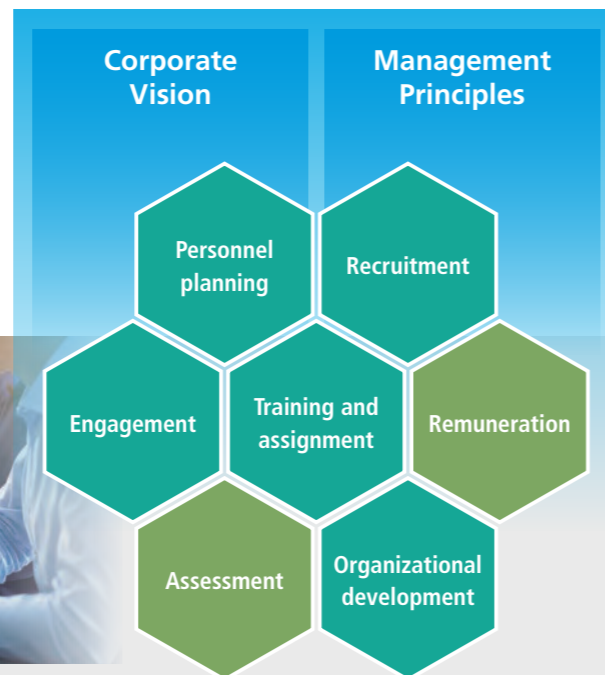 Corporate
Vision
Management
Principles
Personnel
planning
Recruitment
Engagement
Training and
assignment
Remuneration
Assessment
Organizational
development